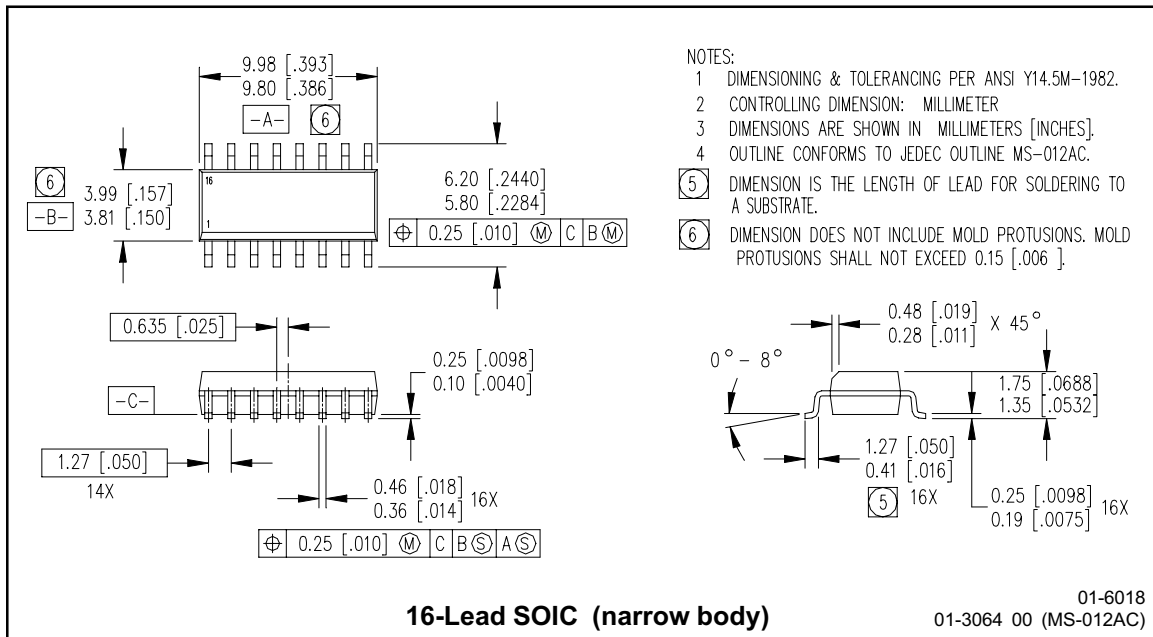 9.98 [.393]
9.80 [.386]
-A- 6
6
3.99 [.157]
-B- 3.81 [.150]
16
1
6.20 [.2440]
5.80 [.2284]
⌖ 0.25 [.010] Ⓜ C B Ⓜ
NOTES:
1 DIMENSIONING & TOLERANCING PER ANSI Y14.5M-1982.
2 CONTROLLING DIMENSION: MILLIMETER
3 DIMENSIONS ARE SHOWN IN MILLIMETERS [INCHES].
4 OUTLINE CONFORMS TO JEDEC OUTLINE MS-012AC.
5 DIMENSION IS THE LENGTH OF LEAD FOR SOLDERING TO
A SUBSTRATE.
6 DIMENSION DOES NOT INCLUDE MOLD PROTUSIONS. MOLD
PROTUSIONS SHALL NOT EXCEED 0.15 [.006 ].
0.635 [.025]
0.25 [.0098]
0.10 [.0040]
-C-
1.27 [.050]
14X
0.46 [.018]
0.36 [.014] 16X
⌖ 0.25 [.010] Ⓜ C B Ⓢ A Ⓢ
0.48 [.019]
0.28 [.011] X 45°
0°- 8°
1.75 [.0688]
1.35 [.0532]
1.27 [.050]
0.41 [.016]
5 16X
0.25 [.0098]
0.19 [.0075] 16X
16-Lead SOIC (narrow body)
01-6018
01-3064 00 (MS-012AC)